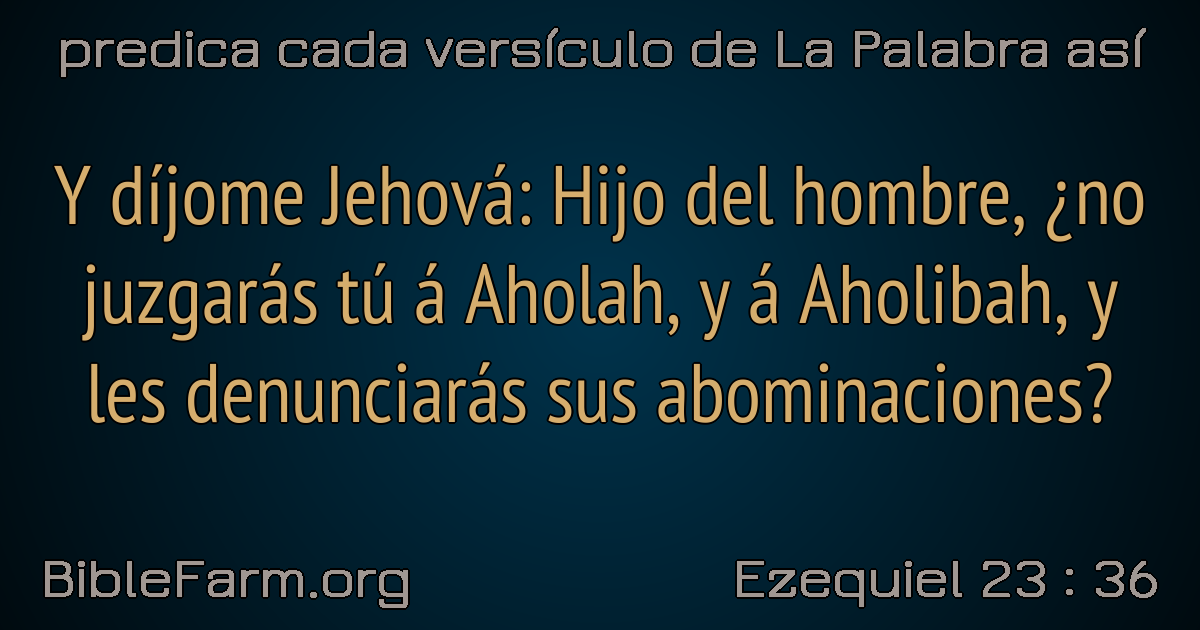 predica cada versículo de La Palabra así
Y díjome Jehová: Hijo del hombre, ¿no
juzgarás tú á Aholah, y á Aholibah, y
les denunciarás sus abominaciones?
BibleFarm.org
Ezequiel 23 : 36